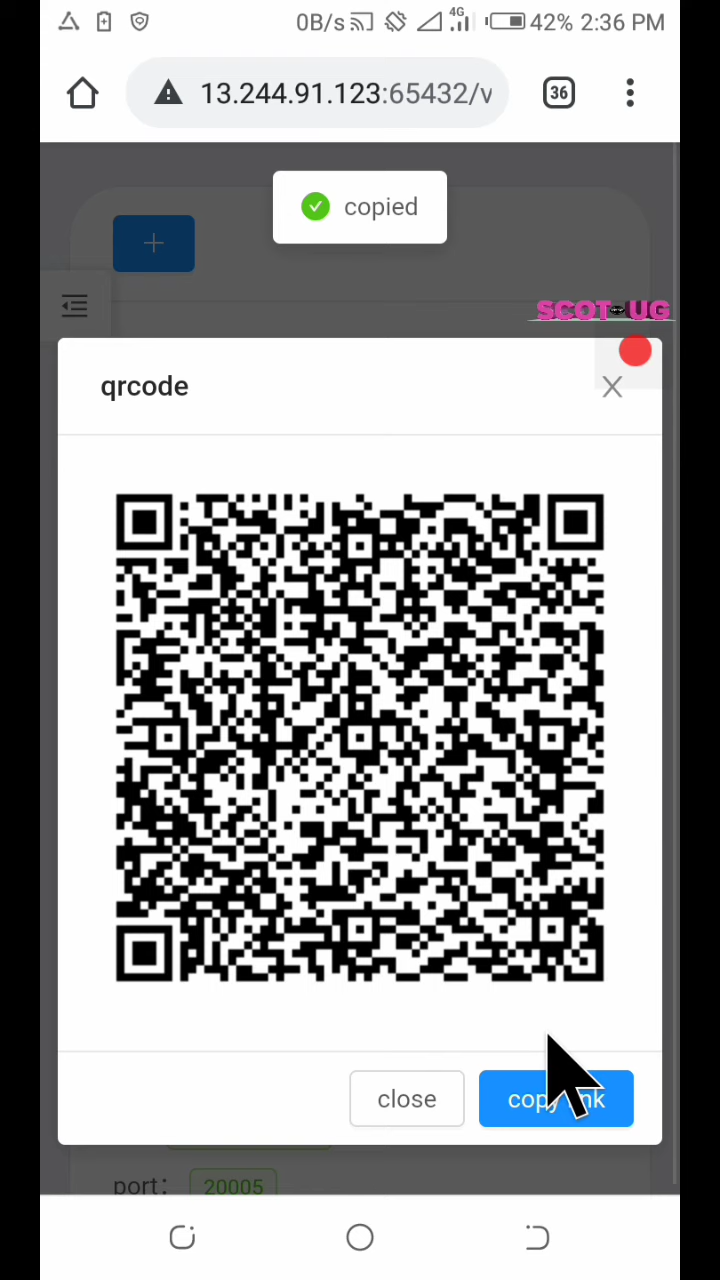 0B/s 4G 42% 2:36 PM
13.244.91.123:65432/v 36
copied
SCOT UG
qrcode
close
port:
20005